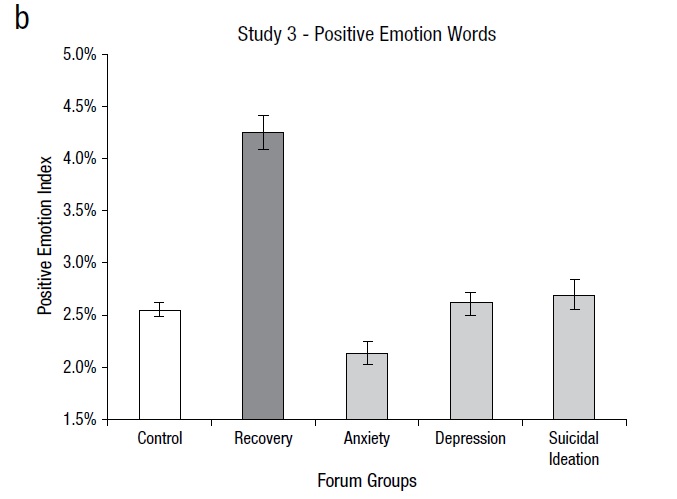 b
Study 3 - Positive Emotion Words
Positive Emotion Index
5.0%
4.5%
4.0%
3.5%
3.0%
2.5%
2.0%
1.5%
Control
Recovery
Anxiety
Depression
Suicidal
Ideation
Forum Groups